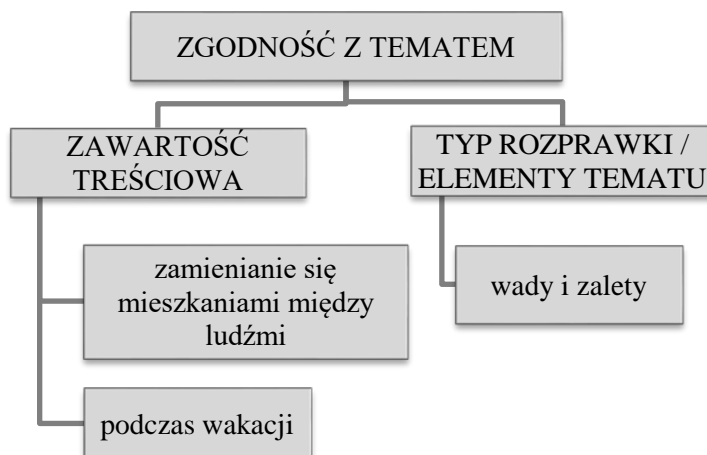 ZGODNOŚĆ Z TEMATEM
ZAWARTOŚĆ
TREŚCIOWA
zamienianie się
mieszkaniami między
ludźmi
podczas wakacji
TYP ROZPRAWKI /
ELEMENTY TEMATU
wady i zalety